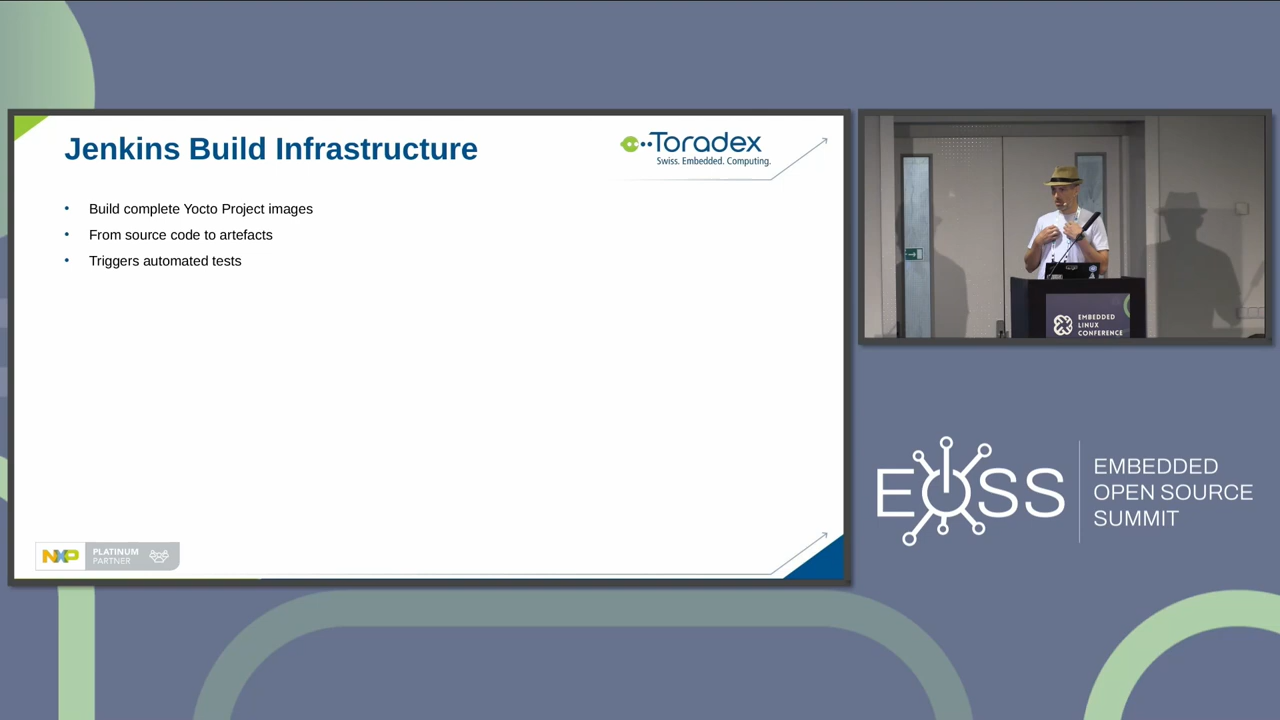 Jenkins Build Infrastructure
Toradex
Swiss. Embedded. Computing.
• Build complete Yocto Project images
• From source code to artefacts
• Triggers automated tests
NXP
PLATINUM
PARTNER
EMBEDDED
LINUX
CONFERENCE
EOSS
EMBEDDED
OPEN SOURCE
SUMMIT